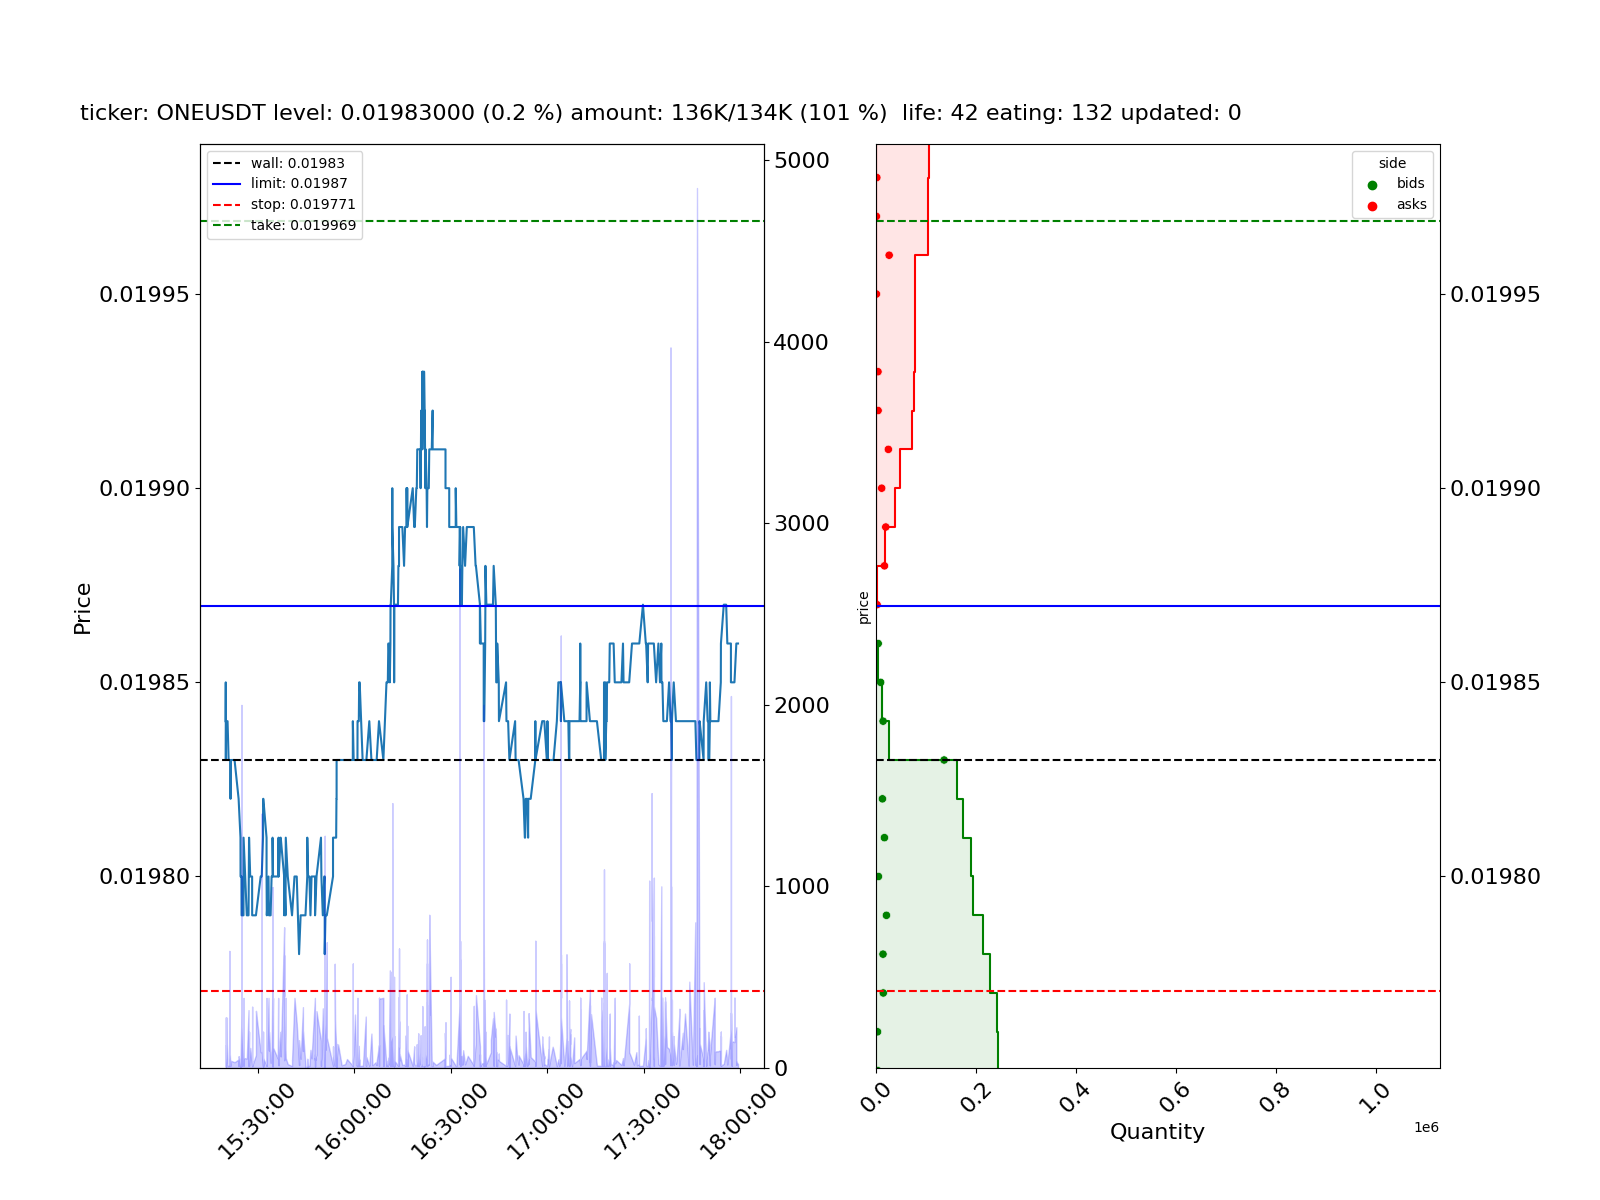 ticker: ONEUSDT level: 0.01983000 (0.2 %) amount: 136K/134K (101 %)  life: 42 eating: 132 updated: 0
wall: 0.01983
limit: 0.01987
stop: 0.019771
take: 0.019969
Price
0.01995
0.01990
0.01985
0.01980
5000
4000
3000
2000
1000
0
15:30:00
16:00:00
16:30:00
17:00:00
17:30:00
18:00:00
side
bids
asks
price
0.01995
0.01990
0.01985
0.01980
0.0
0.2
0.4
0.6
0.8
1.0
Quantity
1e6